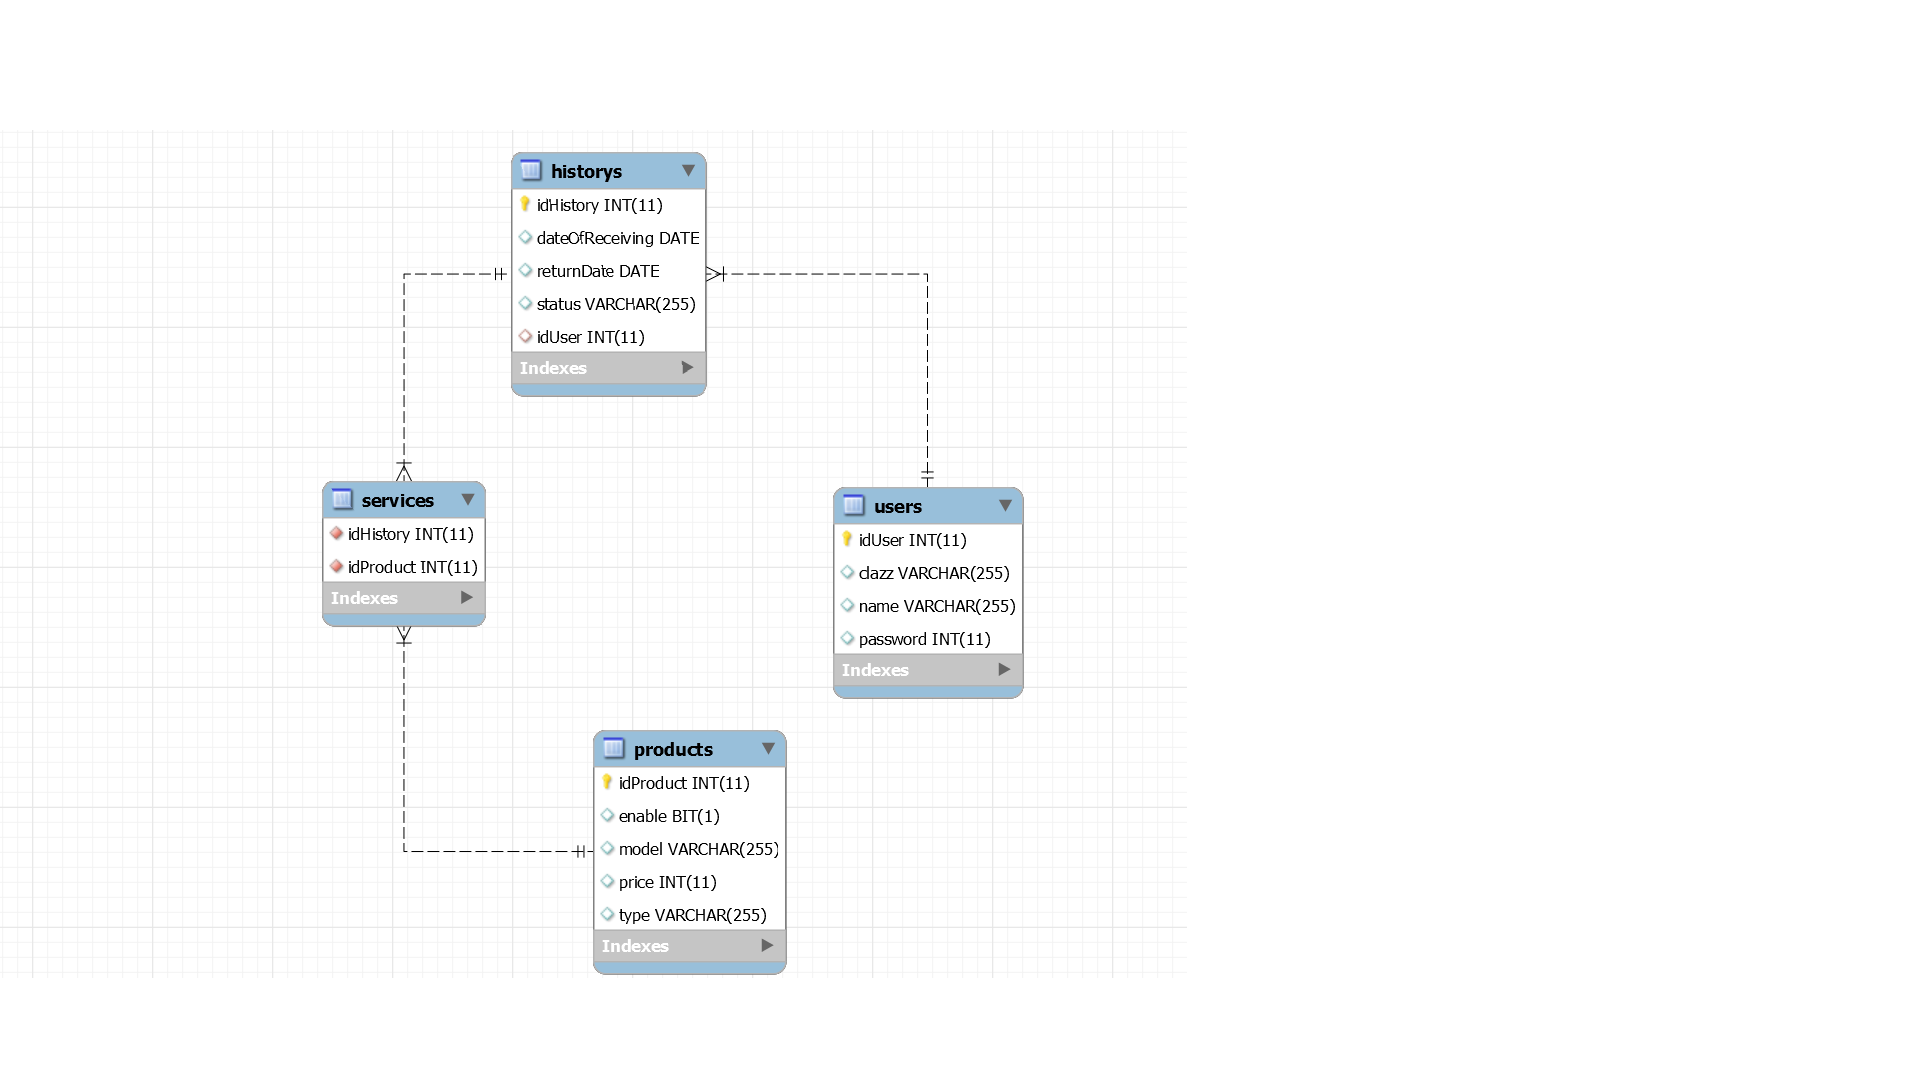 historys
idHistory INT(11)
dateOfReceiving DATE
returnDate DATE
status VARCHAR(255)
idUser INT(11)
Indexes
services
idHistory INT(11)
idProduct INT(11)
Indexes
users
idUser INT(11)
clazz VARCHAR(255)
name VARCHAR(255)
password INT(11)
Indexes
products
idProduct INT(11)
enable BIT(1)
model VARCHAR(255)
price INT(11)
type VARCHAR(255)
Indexes